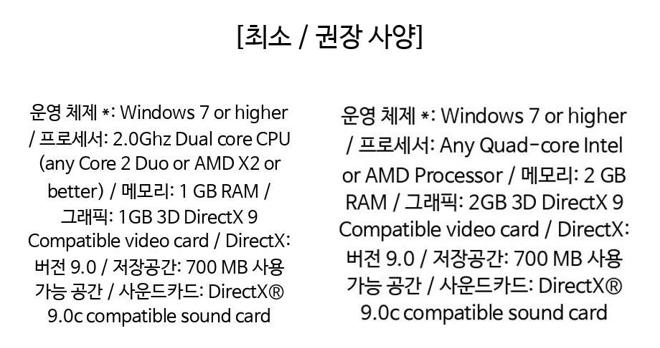 [최소 / 권장 사양]
운영 체제 *: Windows 7 or higher
/ 프로세서: 2.0Ghz Dual core CPU
(any Core 2 Duo or AMD X2 or
better) / 메모리: 1 GB RAM /
그래픽: 1GB 3D DirectX 9
Compatible video card / DirectX:
버전 9.0 / 저장공간: 700 MB 사용
가능 공간 / 사운드카드: DirectX®
9.0c compatible sound card
운영 체제 *: Windows 7 or higher
/ 프로세서: Any Quad-core Intel
or AMD Processor / 메모리: 2 GB
RAM / 그래픽: 2GB 3D DirectX 9
Compatible video card / DirectX:
버전 9.0 / 저장공간: 700 MB 사용
가능 공간 / 사운드카드: DirectX®
9.0c compatible sound card